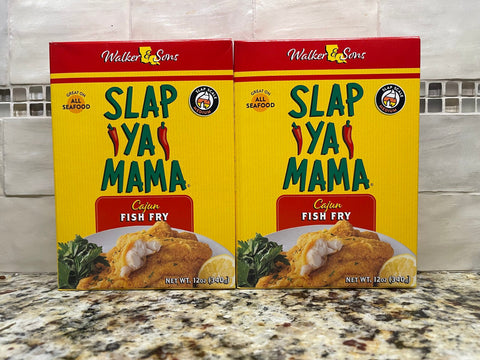 Walker & Sons
GREAT ON
ALL
SEAFOOD
SLAP
YA
MAMA
Cajun
FISH FRY
NET WT. 12oz (340g)
Walker & Sons
GREAT ON
ALL
SEAFOOD
SLAP
YA
MAMA
Cajun
FISH FRY
NET WT. 12oz (340g)